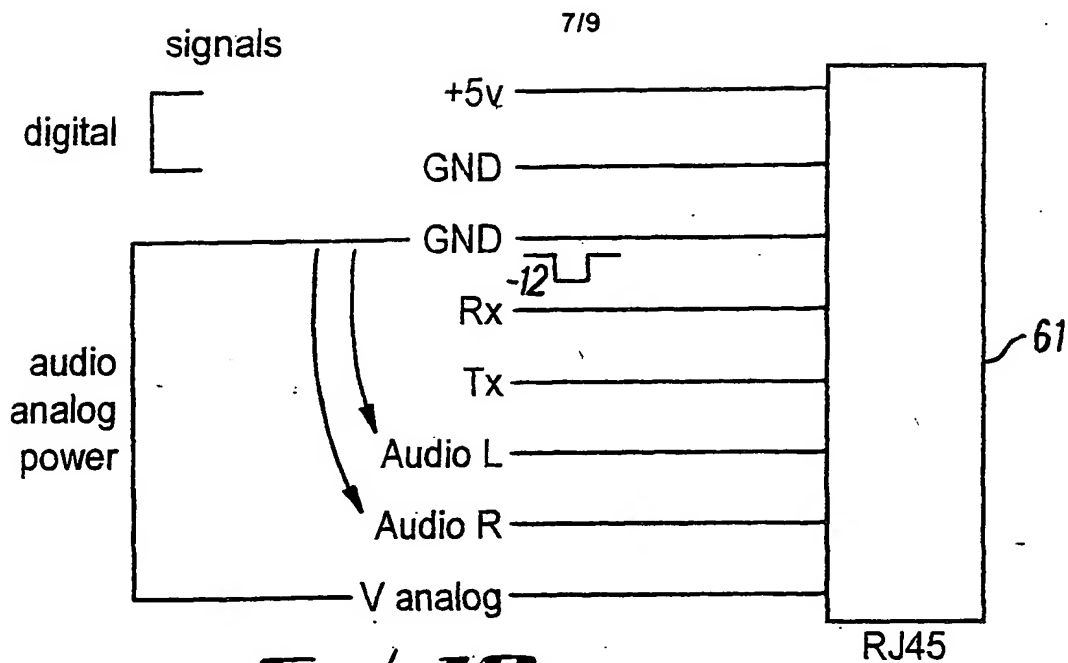 7/9
signals
+5v
digital
GND
GND
-12
Rx
61
Tx
audio
analog
power
Audio L
Audio R
V analog
RJ45